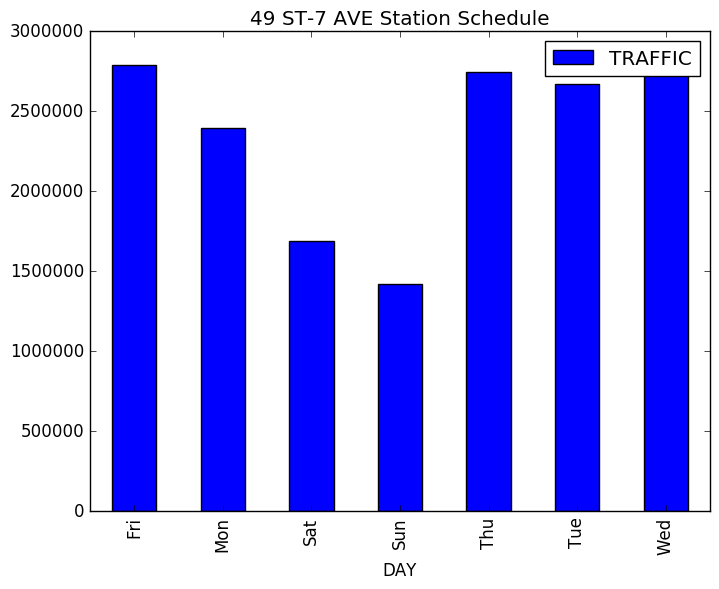 49 ST-7 AVE Station Schedule
TRAFFIC
3000000
2500000
2000000
1500000
1000000
500000
0
Fri
Mon
Sat
Sun
Thu
Tue
Wed
DAY